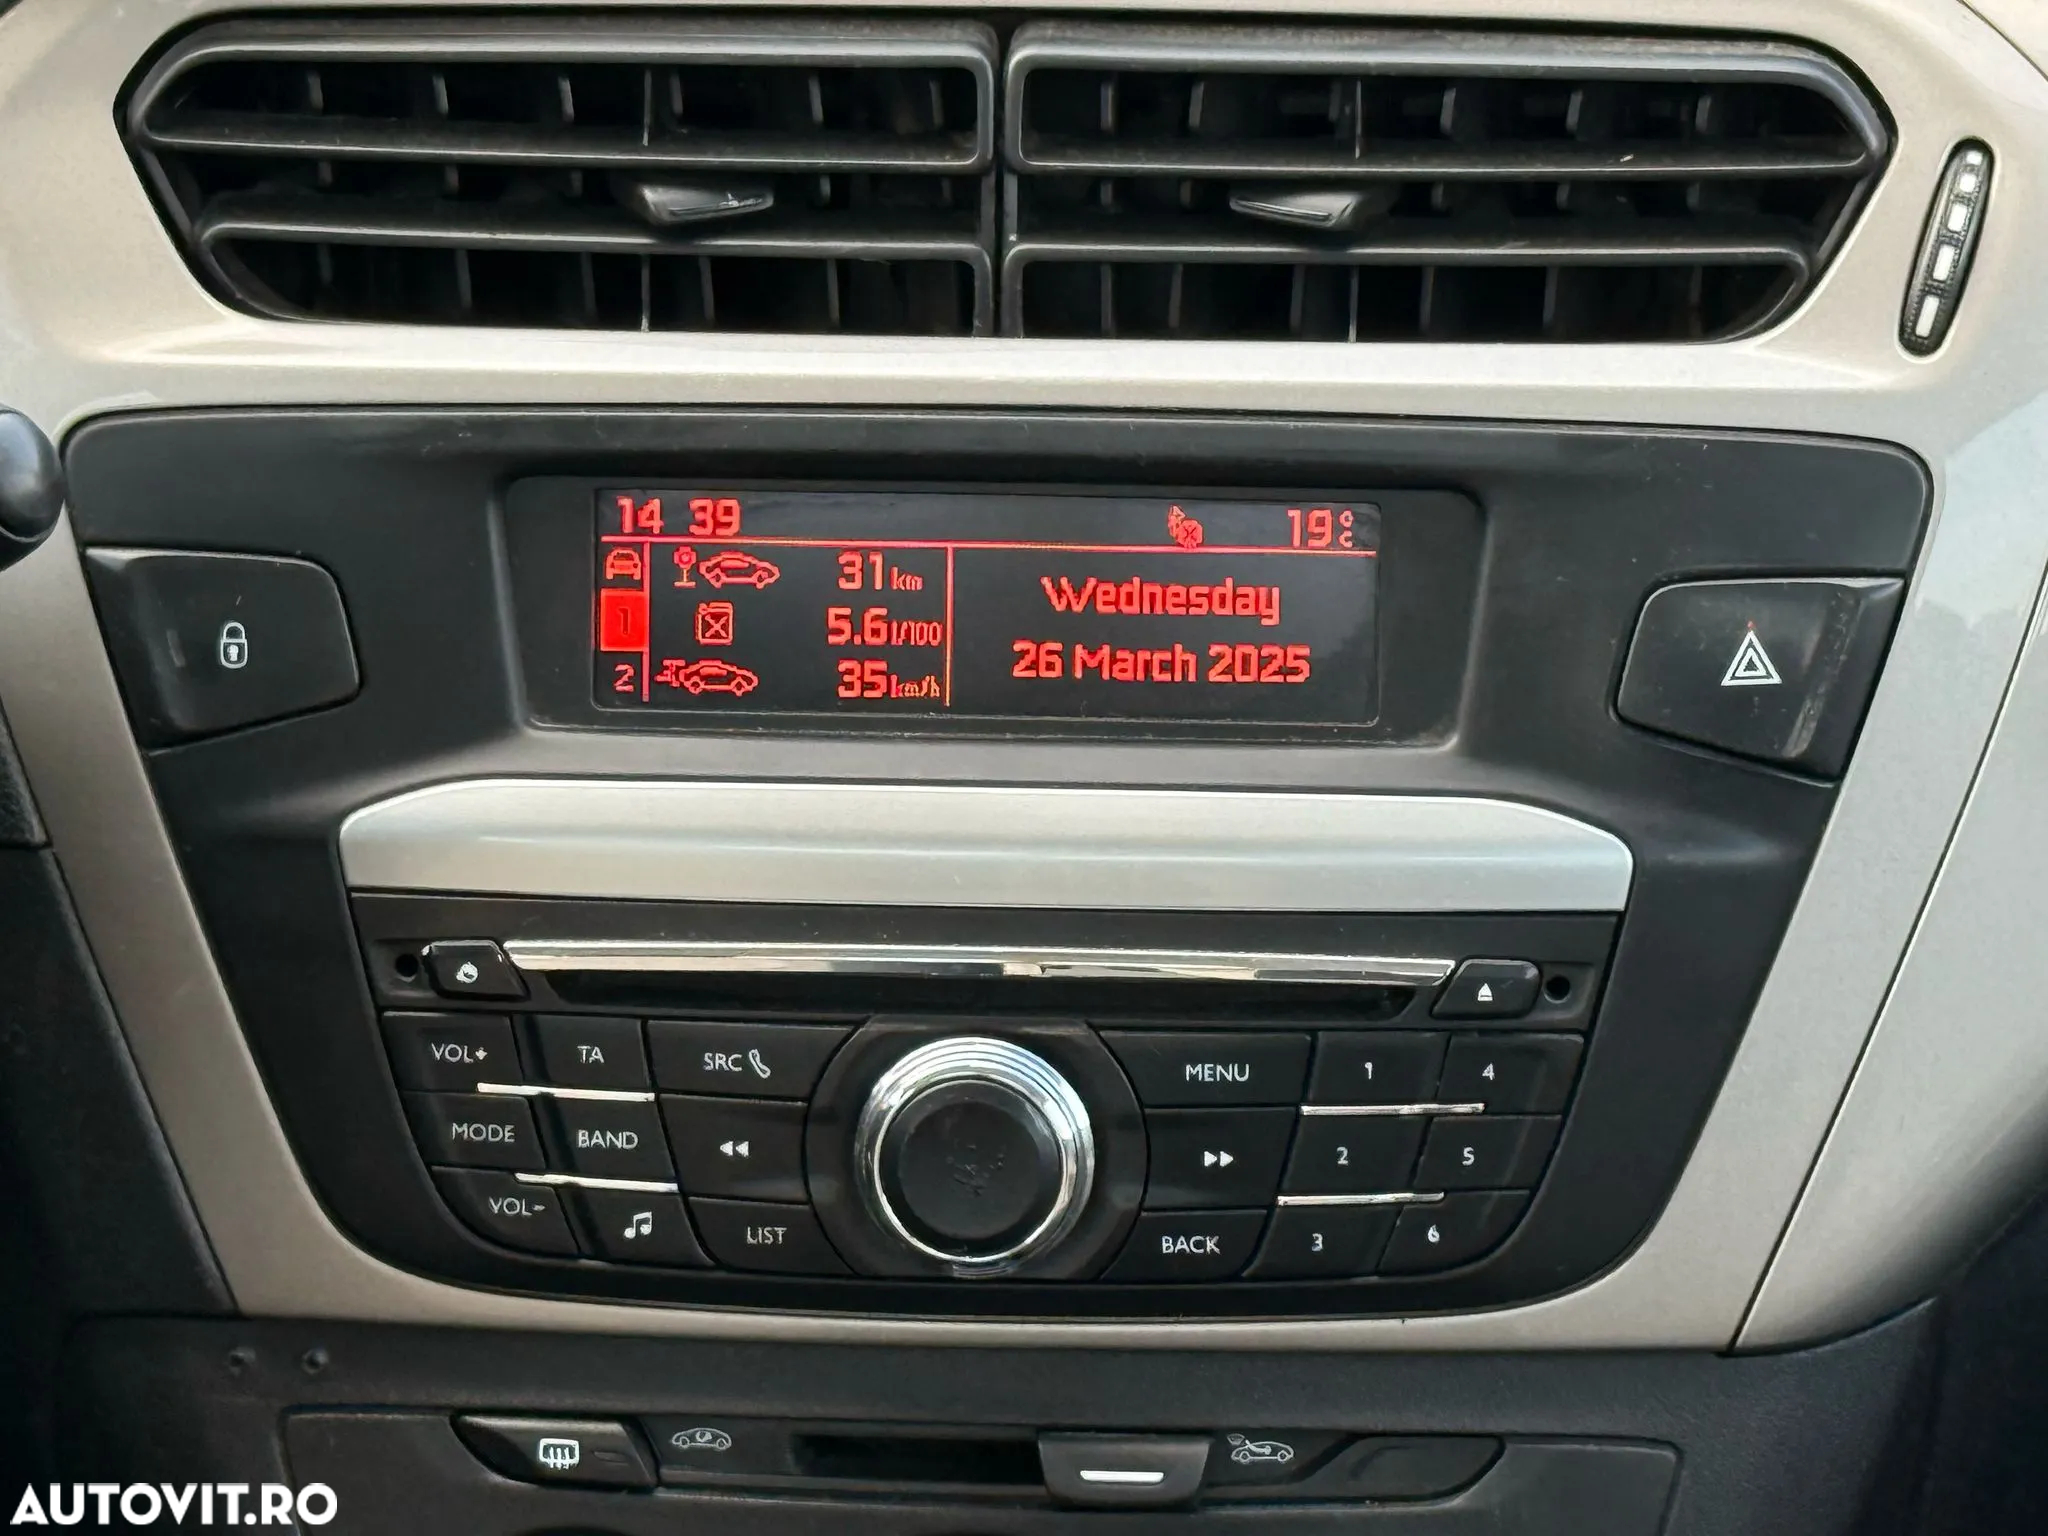 14 39
19°C
31 km
1
5.6 l/100
2
35 km/h
Wednesday
26 March 2025
VOL+
TA
SRC
MENU
1
4
MODE
BAND
2
5
VOL-
LIST
BACK
3
6
AUTOVIT.RO